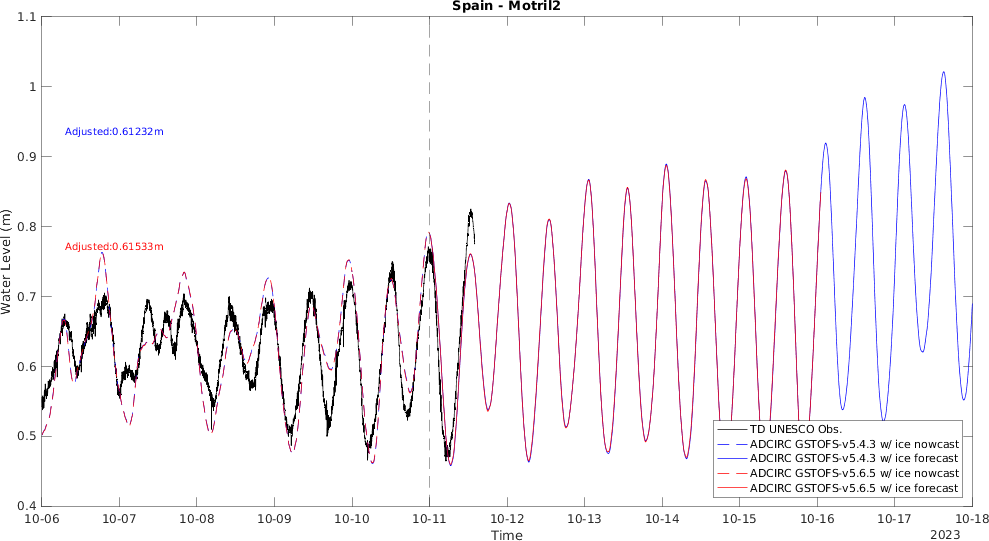 Spain - Motril2
1.1
1
0.9
0.8
0.7
0.6
0.5
0.4
Water Level (m)
Adjusted:0.61232m
Adjusted:0.61533m
TD UNESCO Obs.
ADCIRC GSTOFS-v5.4.3 w/ ice nowcast
ADCIRC GSTOFS-v5.4.3 w/ ice forecast
ADCIRC GSTOFS-v5.6.5 w/ ice nowcast
ADCIRC GSTOFS-v5.6.5 w/ ice forecast
10-06 10-07 10-08 10-09 10-10 10-11 10-12 10-13 10-14 10-15 10-16 10-17 10-18
Time
2023